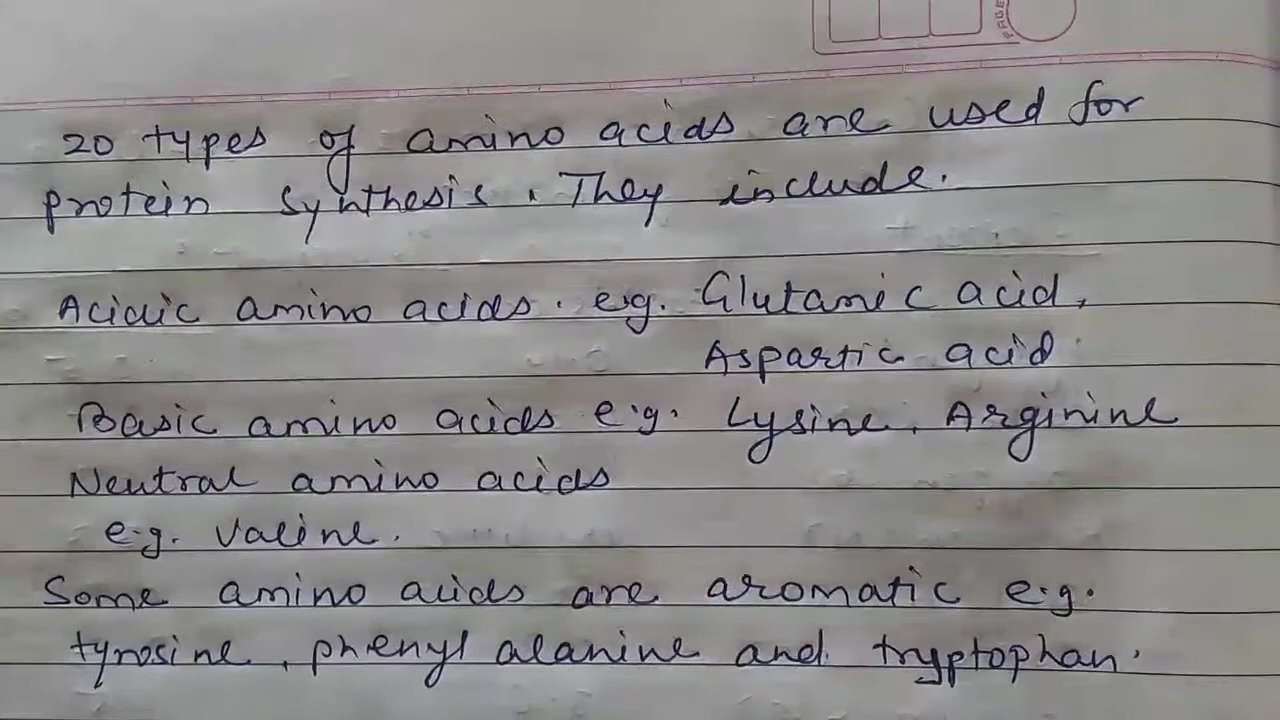 PAGE
20 types of amino acids are used for
protein synthesis. They include.
Acidic amino acids. e.g. Glutamic acid,
Aspartic acid
Basic amino acids e.g. Lysine, Arginine
Neutral amino acids
e.g. Valine.
Some amino acids are aromatic e.g.
tyrosine, phenyl alanine and tryptophan.